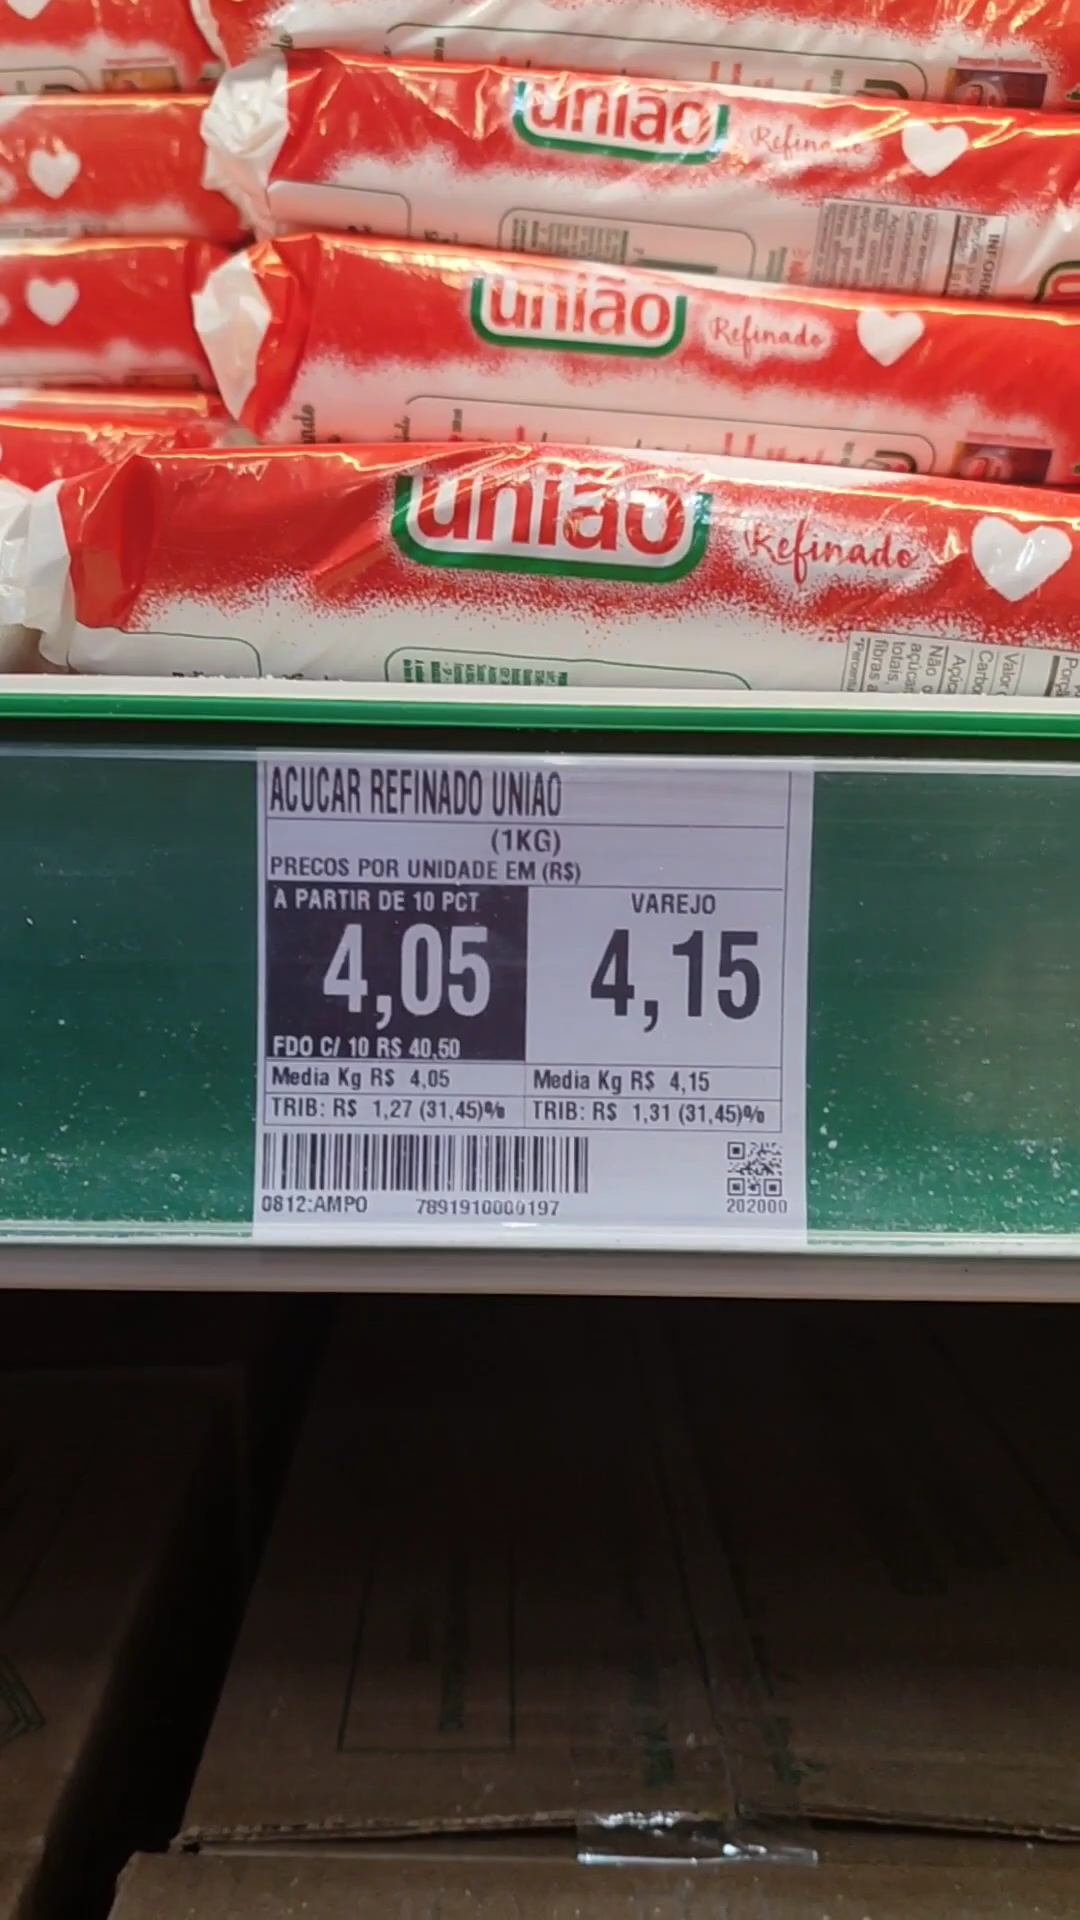 união Refinado
união Refinado
união Refinado
ACUCAR REFINADO UNIAO
(1KG)
PRECOS POR UNIDADE EM (R$)
A PARTIR DE 10 PCT
4,05
FDO C/ 10 R$ 40,50
Media Kg R$ 4,05
TRIB: R$ 1,27 (31,45)%
VAREJO
4,15
Media Kg R$ 4,15
TRIB: R$ 1,31 (31,45)%
0812:AMPO 7891910000197
202000